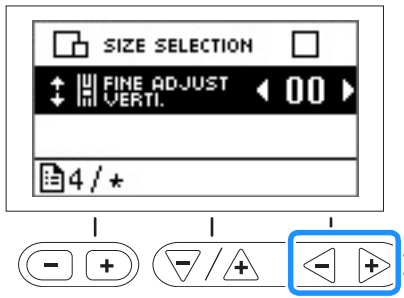 SIZE SELECTION
FINE ADJUST
VERTI.
00
4 / *
- +
- / +
- +